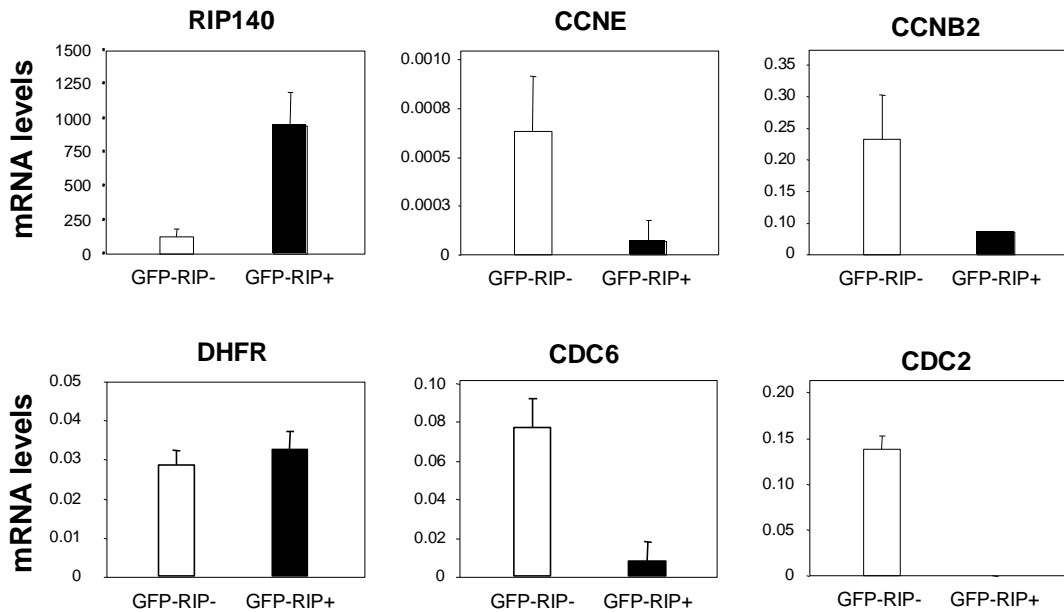 RIP140
CCNE
CCNB2
mRNA levels
1500
1250
1000
750
500
250
0
GFP-RIP- GFP-RIP+
0.0010
0.0008
0.0005
0.0003
0
GFP-RIP- GFP-RIP+
0.35
0.30
0.25
0.20
0.10
0.10
0
GFP-RIP- GFP-RIP+
DHFR
CDC6
CDC2
mRNA levels
0.05
0.04
0.03
0.02
0.01
0
GFP-RIP- GFP-RIP+
0.10
0.08
0.06
0.04
0.02
0
GFP-RIP- GFP-RIP+
0.20
0.15
0.10
0.05
0
GFP-RIP- GFP-RIP+